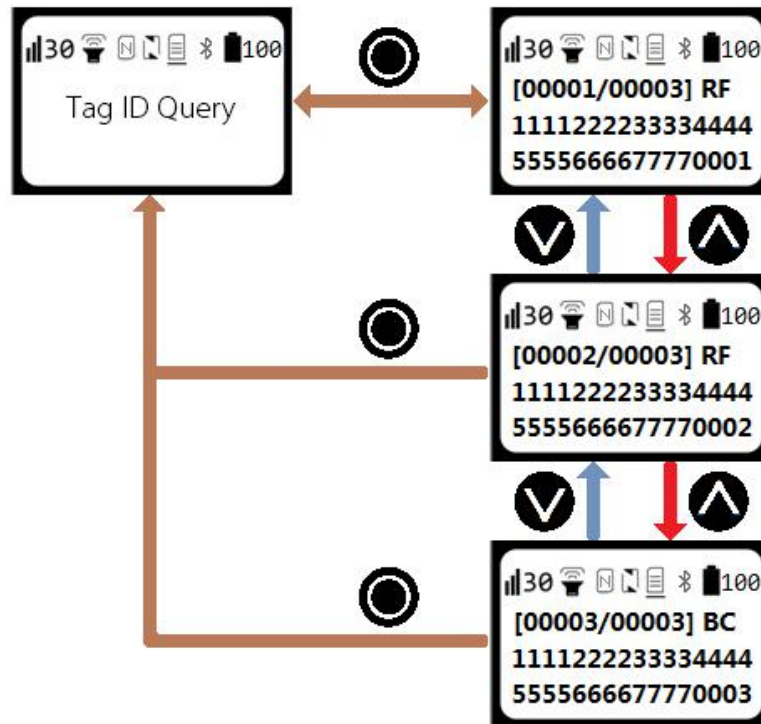 30 N 100
Tag ID Query
30 N 100
[00001/00003] RF
1111222233334444
5555666677770001
30 N 100
[00002/00003] RF
1111222233334444
5555666677770002
30 N 100
[00003/00003] BC
1111222233334444
5555666677770003